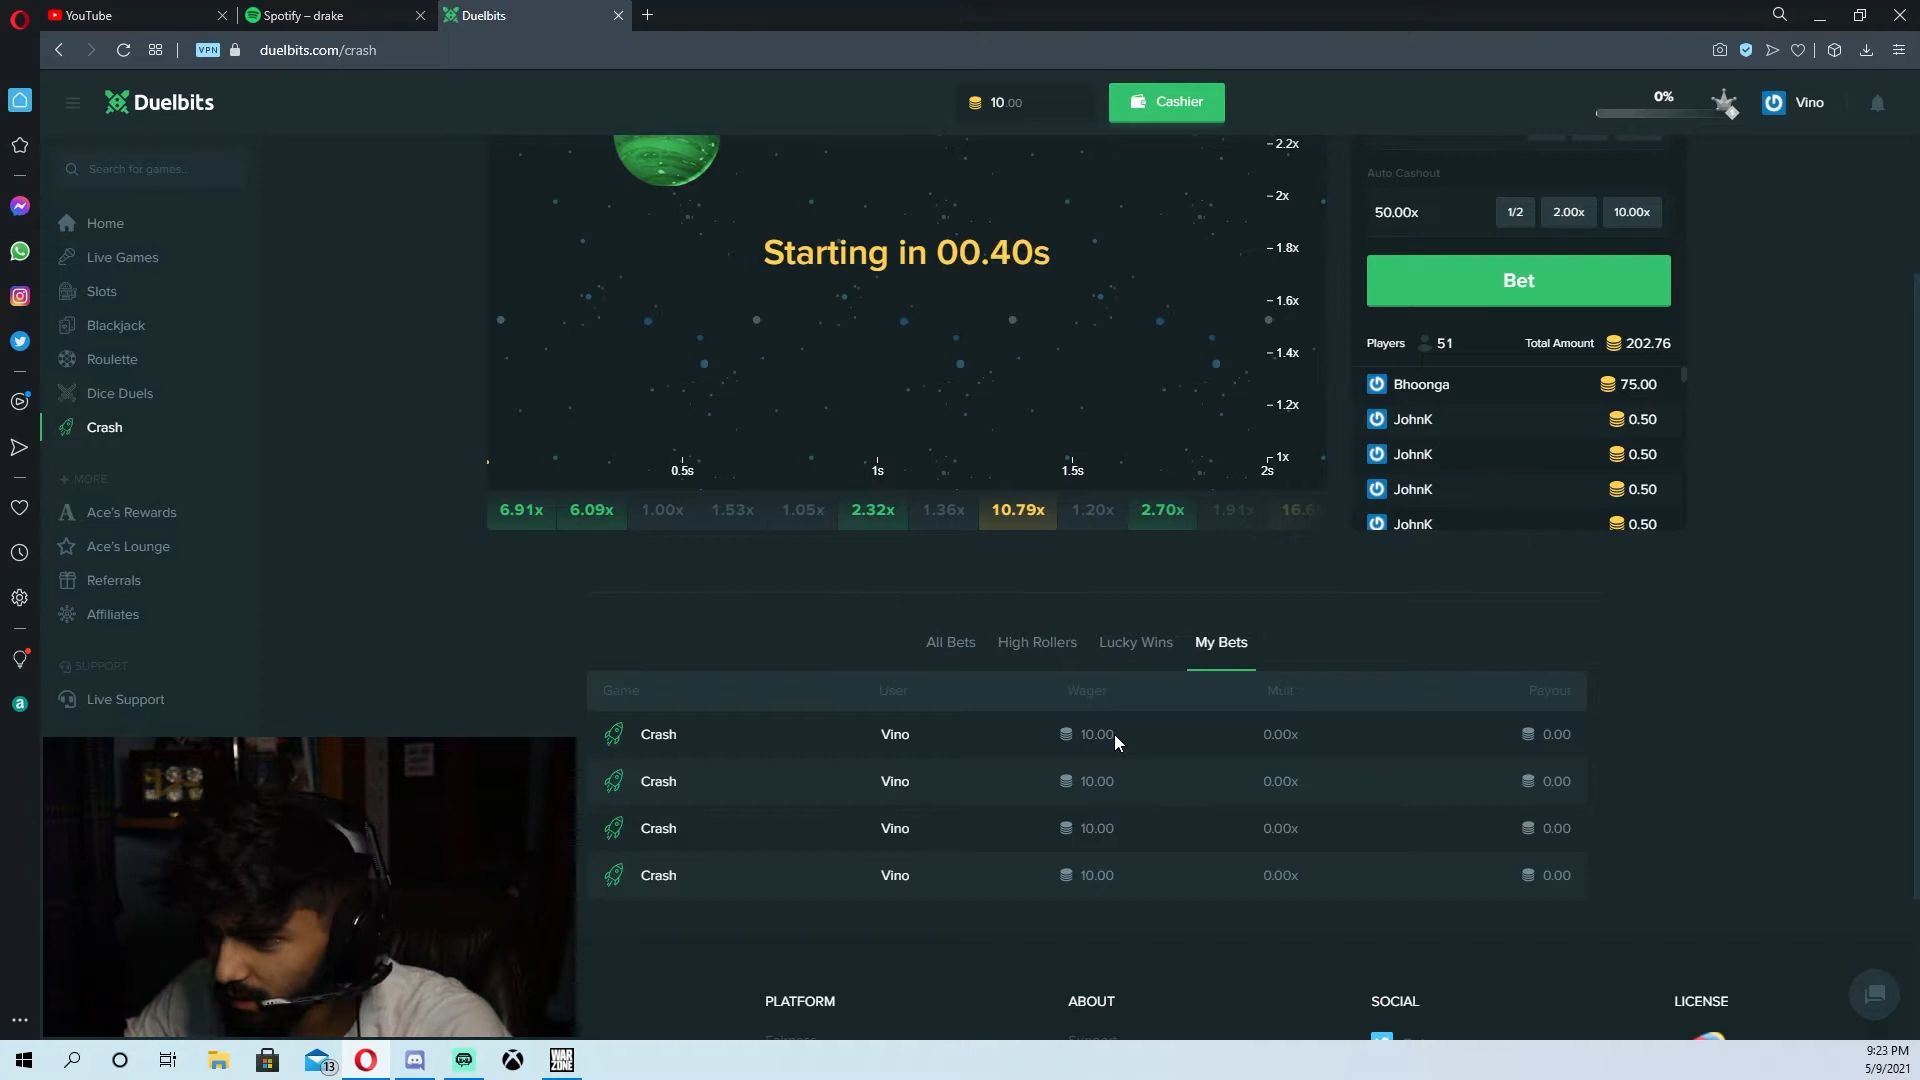 YouTube
Spotify – drake
Duelbits
VPN
duelbits.com/crash
Duelbits
10.00
Cashier
0%
Vino
Search for games...
Home
Live Games
Slots
Blackjack
Roulette
Dice Duels
Crash
MORE
Ace's Rewards
Ace's Lounge
Referrals
Affiliates
SUPPORT
Live Support
2.2x
2x
1.8x
1.6x
1.4x
1.2x
1x
Starting in 00.40s
0.5s
1s
1.5s
2s
6.91x
6.09x
1.00x
1.53x
1.05x
2.32x
1.36x
10.79x
1.20x
2.70x
1.91x
Auto Cashout
50.00x
1/2
2.00x
10.00x
Bet
Players 51
Total Amount 202.76
Bhoonga 75.00
JohnK 0.50
JohnK 0.50
JohnK 0.50
JohnK 0.50
All Bets
High Rollers
Lucky Wins
My Bets
Game User Wager Mult Payout
Crash Vino 10.00 0.00x 0.00
Crash Vino 10.00 0.00x 0.00
Crash Vino 10.00 0.00x 0.00
Crash Vino 10.00 0.00x 0.00
PLATFORM
ABOUT
SOCIAL
LICENSE
13
WAR
ZONE
9:23 PM
5/9/2021